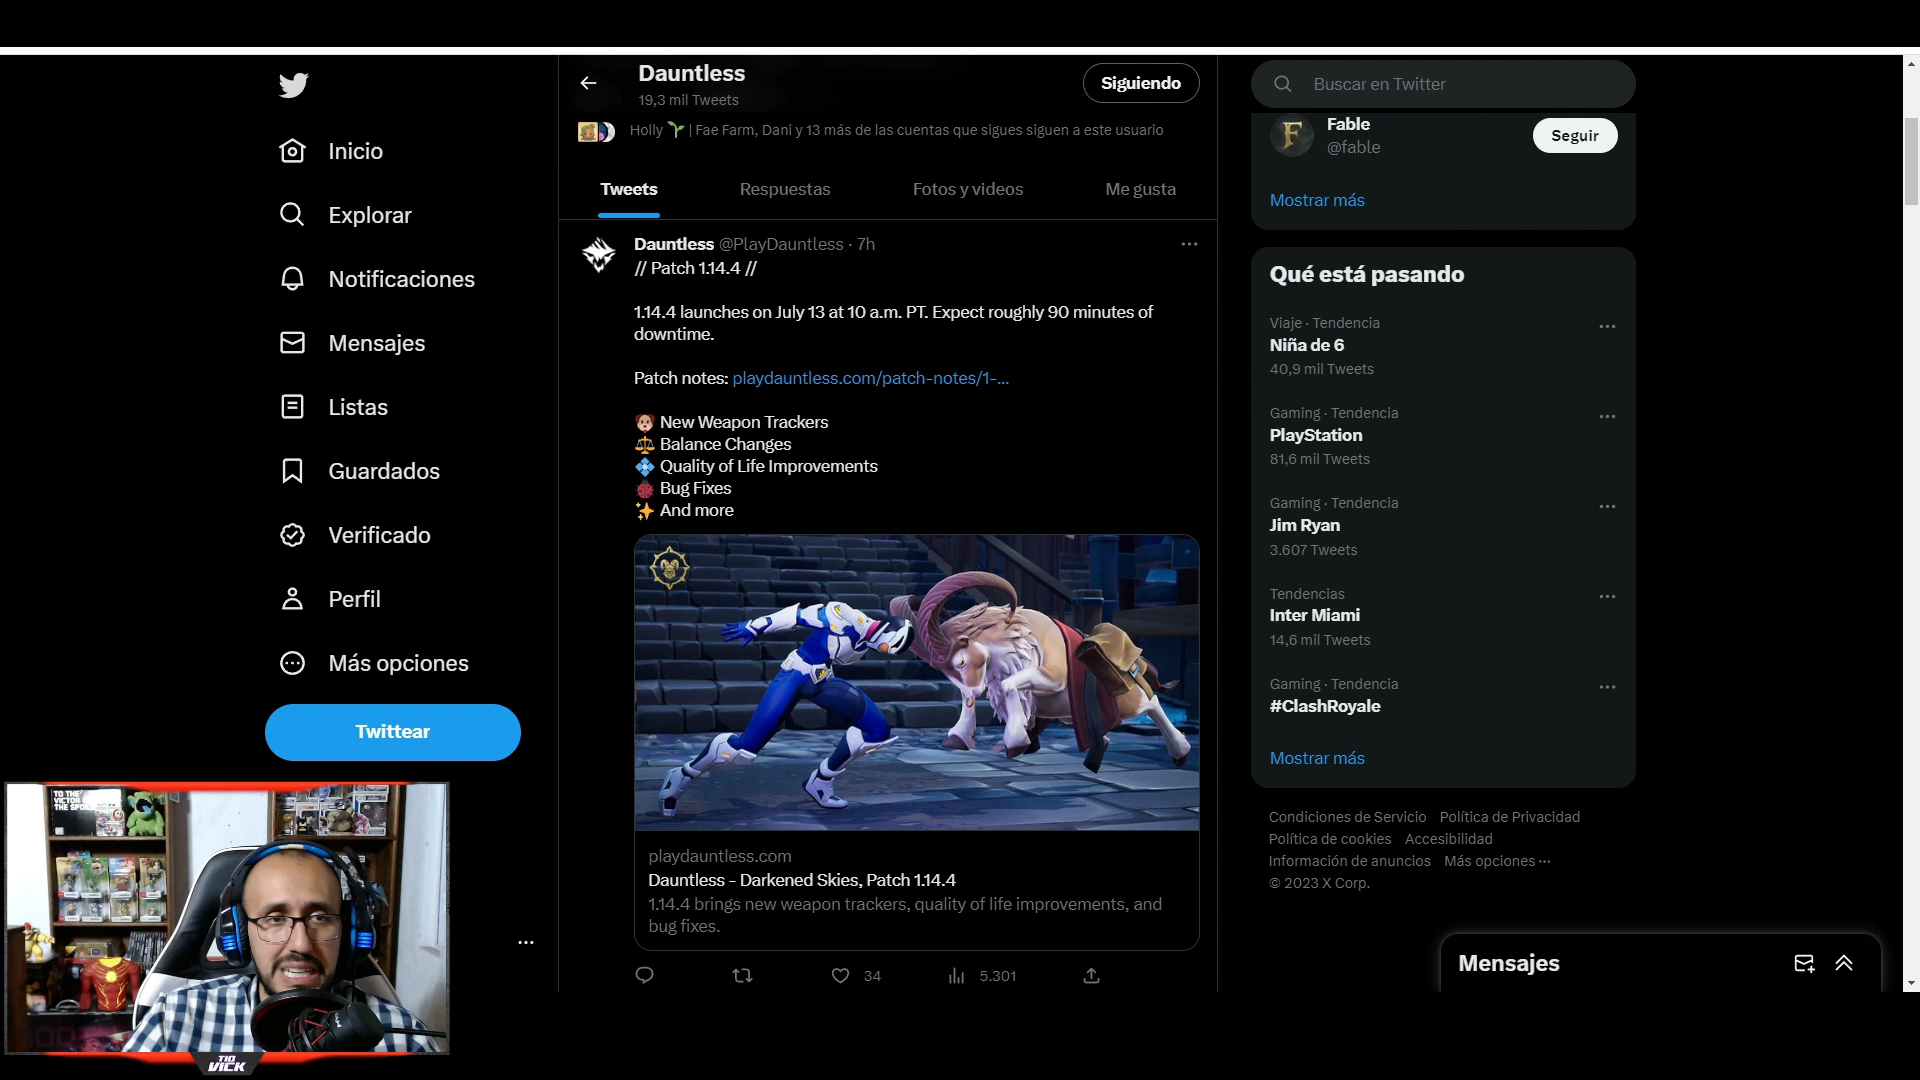 Inicio
Explorar
Notificaciones
Mensajes
Listas
Guardados
Verificado
Perfil
Más opciones
Twittear
Dauntless
19,3 mil Tweets
Siguiendo
Holly 🌱 | Fae Farm, Dani y 13 más de las cuentas que sigues siguen a este usuario
Tweets Respuestas Fotos y videos Me gusta
Dauntless @PlayDauntless · 7h
// Patch 1.14.4 //
1.14.4 launches on July 13 at 10 a.m. PT. Expect roughly 90 minutes of
downtime.
Patch notes: playdauntless.com/patch-notes/1-...
🐶 New Weapon Trackers
⚖️ Balance Changes
💠 Quality of Life Improvements
🐞 Bug Fixes
✨ And more
playdauntless.com
Dauntless - Darkened Skies, Patch 1.14.4
1.14.4 brings new weapon trackers, quality of life improvements, and
bug fixes.
34 5.301
Buscar en Twitter
Fable
@fable
Seguir
Mostrar más
Qué está pasando
Viaje · Tendencia
Niña de 6
40,9 mil Tweets
Gaming · Tendencia
PlayStation
81,6 mil Tweets
Gaming · Tendencia
Jim Ryan
3.607 Tweets
Tendencias
Inter Miami
14,6 mil Tweets
Gaming · Tendencia
#ClashRoyale
Mostrar más
Condiciones de Servicio Política de Privacidad
Política de cookies Accesibilidad
Información de anuncios Más opciones ···
© 2023 X Corp.
Mensajes
TO THE
VICTOR
THE
TIO
VICK